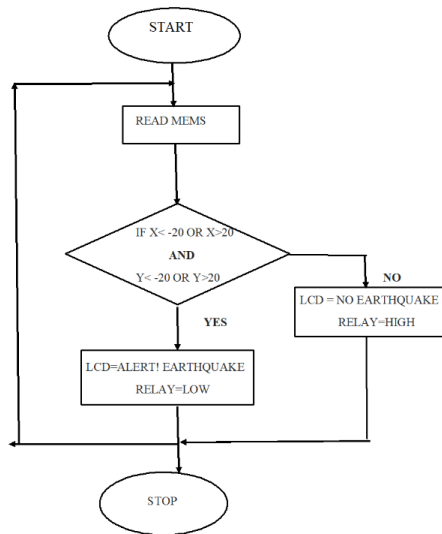 START
READ MEMS
IF X< -20 OR X>20
AND
Y< -20 OR Y>20
NO
LCD = NO EARTHQUAKE
RELAY=HIGH
YES
LCD=ALERT! EARTHQUAKE
RELAY=LOW
STOP